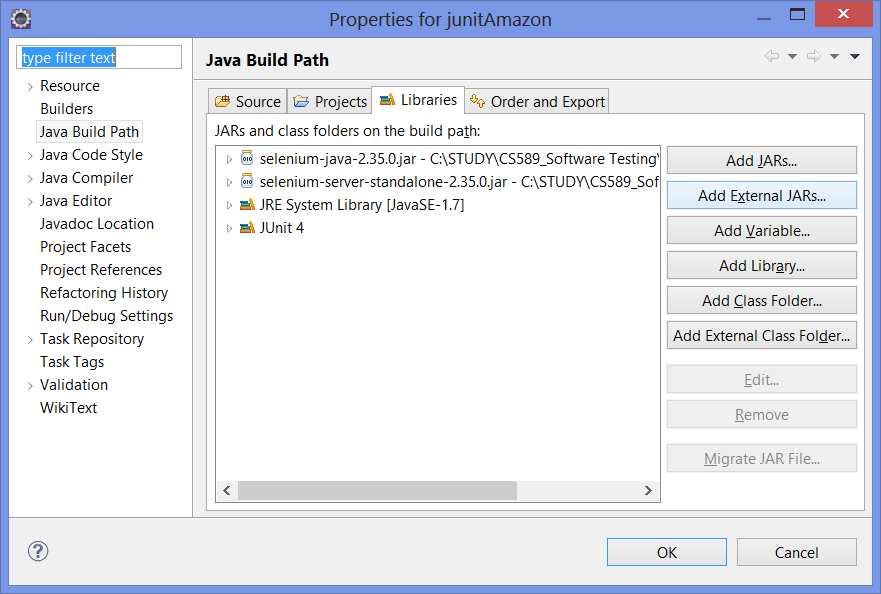 Properties for junitAmazon
type filter text
Resource
Builders
Java Build Path
Java Code Style
Java Compiler
Java Editor
Javadoc Location
Project Facets
Project References
Refactoring History
Run/Debug Settings
Task Repository
Task Tags
Validation
WikiText
Java Build Path
Source Projects Libraries Order and Export
JARs and class folders on the build path:
selenium-java-2.35.0.jar - C:\STUDY\CS589_Software Testing\
selenium-server-standalone-2.35.0.jar - C:\STUDY\CS589_Sof
JRE System Library [JavaSE-1.7]
JUnit 4
Add JARs...
Add External JARs...
Add Variable...
Add Library...
Add Class Folder...
Add External Class Folder...
Edit...
Remove
Migrate JAR File...
OK Cancel